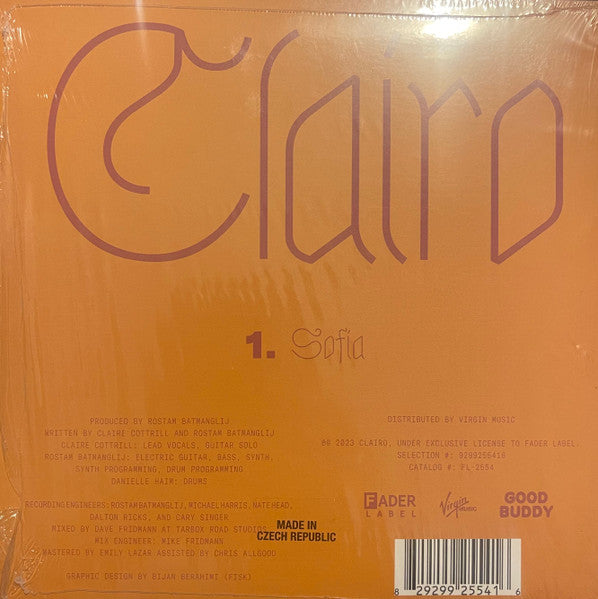 Clairo
1. Sofia
PRODUCED BY ROSTAM BATMANGLIJ
WRITTEN BY CLAIRE COTTRILL AND ROSTAM BATMANGLIJ
CLAIRE COTTRILL: LEAD VOCALS, GUITAR SOLO
ROSTAM BATMANGLIJ: ELECTRIC GUITAR, BASS, SYNTH,
SYNTH PROGRAMMING, DRUM PROGRAMMING
DANIELLE HAIM: DRUMS
RECORDING ENGINEERS: ROSTAM BATMANGLIJ, MICHAEL HARRIS, NATE HEAD,
DALTON RICKS, AND CARY SINGER
MIXED BY DAVE FRIDMANN AT TARBOX ROAD STUDIOS
MIX ENGINEER: MIKE FRIDMANN
MASTERED BY EMILY LAZAR ASSISTED BY CHRIS ALLGOOD
GRAPHIC DESIGN BY BIJAN BERAHIMI (FISK)
MADE IN
CZECH REPUBLIC
DISTRIBUTED BY VIRGIN MUSIC
℗© 2023 CLAIRO, UNDER EXCLUSIVE LICENSE TO FADER LABEL.
SELECTION #: 9299255416
CATALOG #: FL-2554
FADER
LABEL
Virgin
MUSIC
GOOD
BUDDY
8 29299 25541 6